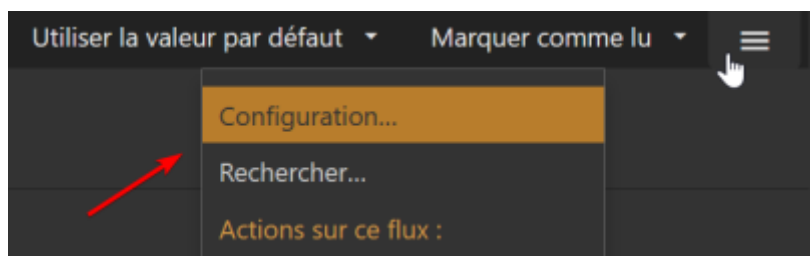 Utiliser la valeur par défaut Marquer comme lu
Configuration...
Rechercher...
Actions sur ce flux :